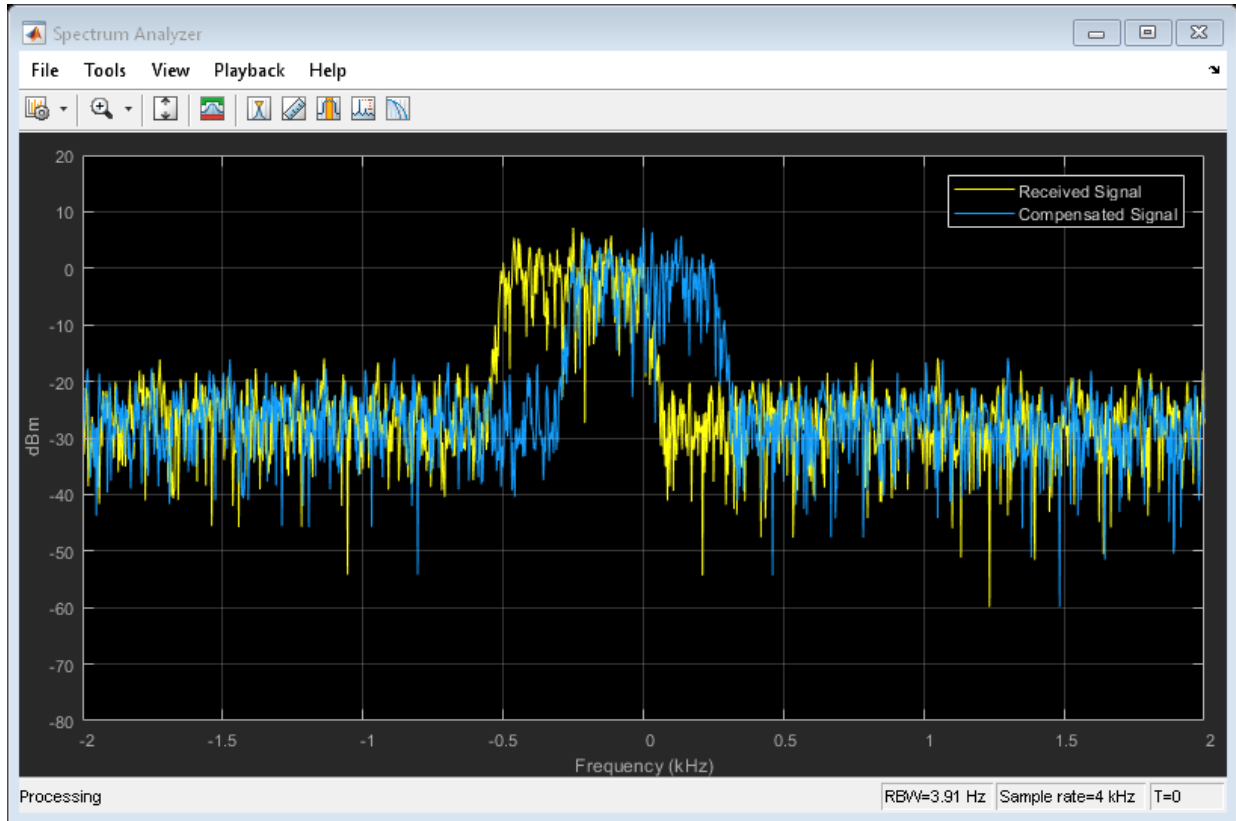 Spectrum Analyzer
File Tools View Playback Help
20
10
0
-10
-20
-30
-40
-50
-60
-70
-80
dBm
Received Signal
Compensated Signal
-2 -1.5 -1 -0.5 0 0.5 1 1.5 2
Frequency (kHz)
Processing RBW=3.91 Hz Sample rate=4 kHz T=0